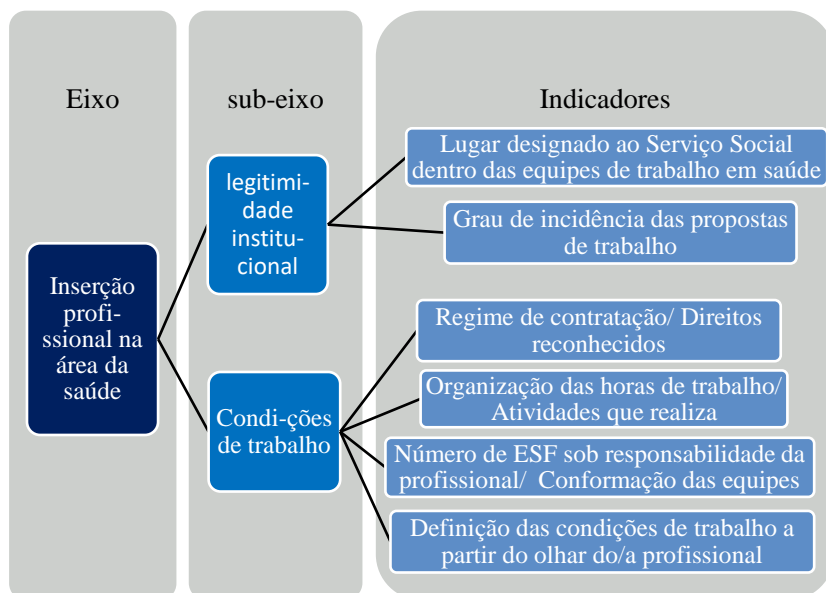 Eixo
sub-eixo
Indicadores
Inserção
profi-
ssional na
área da
saúde
legitimi-
dade
institu-
cional
Condi-ções
de trabalho
Lugar designado ao Serviço Social
dentro das equipes de trabalho em saúde
Grau de incidência das propostas
de trabalho
Regime de contratação/ Direitos
reconhecidos
Organização das horas de trabalho/
Atividades que realiza
Número de ESF sob responsabilidade da
profissional/ Conformação das equipes
Definição das condições de trabalho a
partir do olhar do/a profissional